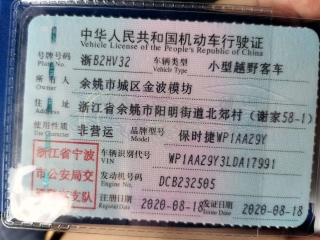 中华人民共和国机动车行驶证
Vehicle License of the People's Republic of China
号牌号码 浙B2HV32 车辆类型 小型越野客车
Plate No. Vehicle Type
所有人 余姚市城区金波模坊
Owner
住址 浙江省余姚市阳明街道北郊村(谢家58-1)
Address
使用性质 非营运 品牌型号 保时捷WP1AA29Y
Use Character Model
浙江省宁波 车辆识别代号 WP1AA29Y3LDA17991
VIN
市公安局交 发动机号码 DCB232505
Engine No.
支队 注册日期 2020-08-18 发证日期 2020-08-18
Register Date Issue Date